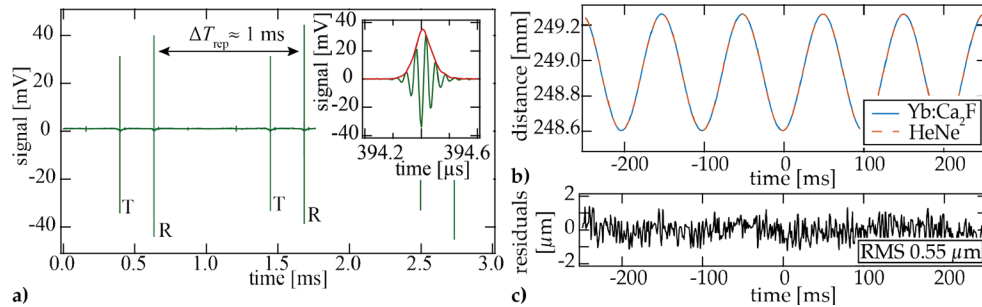 a)
signal [mV]
40
20
0
-20
-40
ΔT_rep ≈ 1 ms
T
R
T
R
0.0
0.5
1.0
1.5
2.0
2.5
3.0
time [ms]
signal [mV]
40
20
0
-20
-40
394.2
394.6
time [µs]
distance [mm]
249.2
249.0
248.8
248.6
Yb:Ca₂F
HeNe
-200
-100
0
100
200
b)
time [ms]
residuals
[µm]
2
0
-2
RMS 0.55 µm
-200
-100
0
100
200
c)
time [ms]